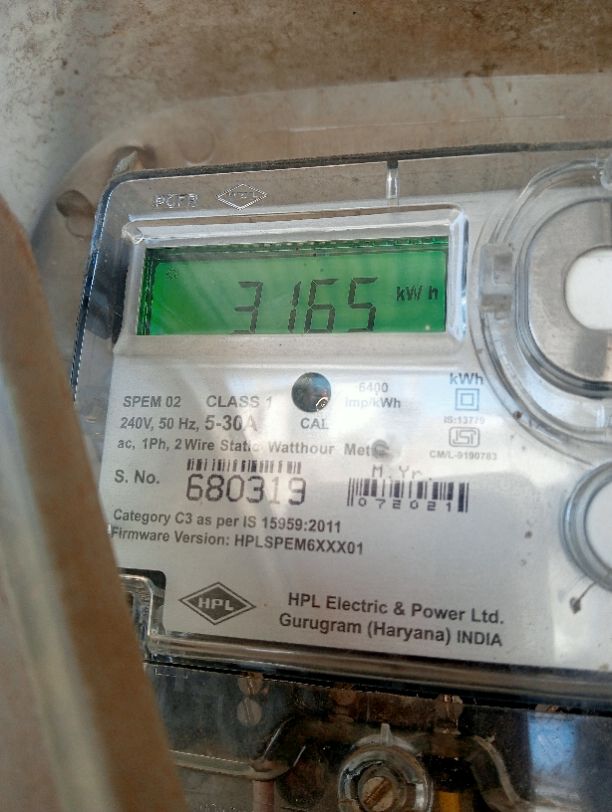 HPL
3165 kWh
SPEM 02 CLASS 1 6400 kWh
240V, 50 Hz, 5-30A CAL imp/kWh IS:13779
ac, 1Ph, 2 Wire Static Watthour Meter CM/L-9190783
S. No. 680319 M.Yr. 072021
Category C3 as per IS 15959:2011
Firmware Version: HPLSPEM6XXX01
HPL HPL Electric & Power Ltd.
Gurugram (Haryana) INDIA